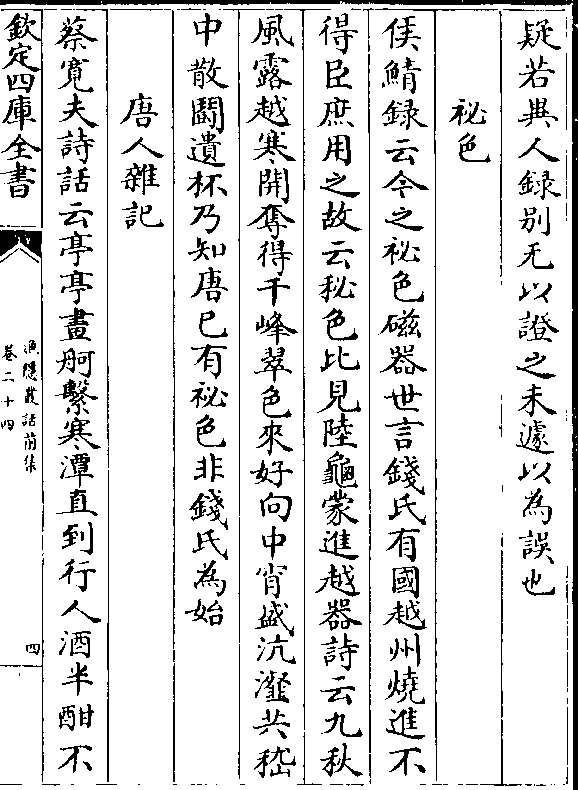 疑若與人録别无以證之未遽以為誤也
祕色
侯鯖録云今之祕色磁器世言錢氏有國越州燒進不
得臣庶用之故云秘色比見陸龜蒙進越器詩云九秋
風露越窯開奪得千峰翠色來好向中宵盛沆瀣共嵇
中散鬬遺杯乃知唐已有祕色非錢氏為始
唐人雜記
蔡寛夫詩話云亭亭畫舸繫寒潭直到行人酒半酣不
欽定四庫全書
漁隱叢話前集
卷二十四
四